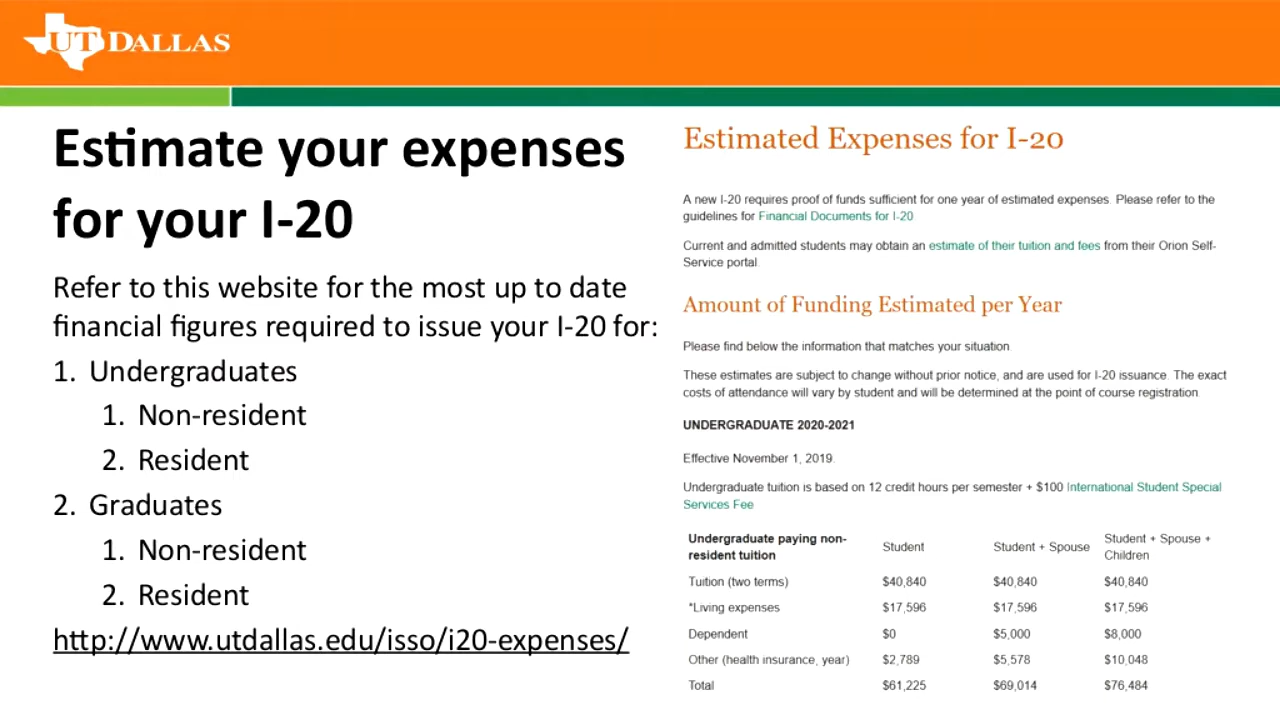 UT DALLAS
Estimate your expenses
for your I-20
Refer to this website for the most up to date
financial figures required to issue your I-20 for:
1. Undergraduates
1. Non-resident
2. Resident
2. Graduates
1. Non-resident
2. Resident
http://www.utdallas.edu/isso/i20-expenses/
Estimated Expenses for I-20
A new I-20 requires proof of funds sufficient for one year of estimated expenses. Please refer to the
guidelines for Financial Documents for I-20
Current and admitted students may obtain an estimate of their tuition and fees from their Orion Self-
Service portal.
Amount of Funding Estimated per Year
Please find below the information that matches your situation.
These estimates are subject to change without prior notice, and are used for I-20 issuance. The exact
costs of attendance will vary by student and will be determined at the point of course registration.
UNDERGRADUATE 2020-2021
Effective November 1, 2019.
Undergraduate tuition is based on 12 credit hours per semester + $100 International Student Special
Services Fee
Undergraduate paying non-
resident tuition Student Student + Spouse Student + Spouse +
Children
Tuition (two terms) $40,840 $40,840 $40,840
*Living expenses $17,596 $17,596 $17,596
Dependent $0 $5,000 $8,000
Other (health insurance, year) $2,789 $5,578 $10,048
Total $61,225 $69,014 $76,484